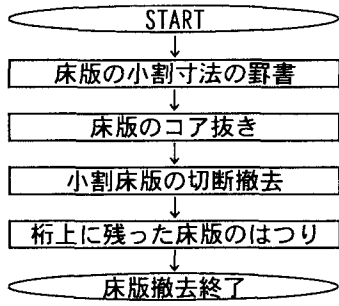 START
床版の小割寸法の罫書
床版のコア抜き
小割床版の切断撤去
桁上に残った床版のはつり
床版撤去終了